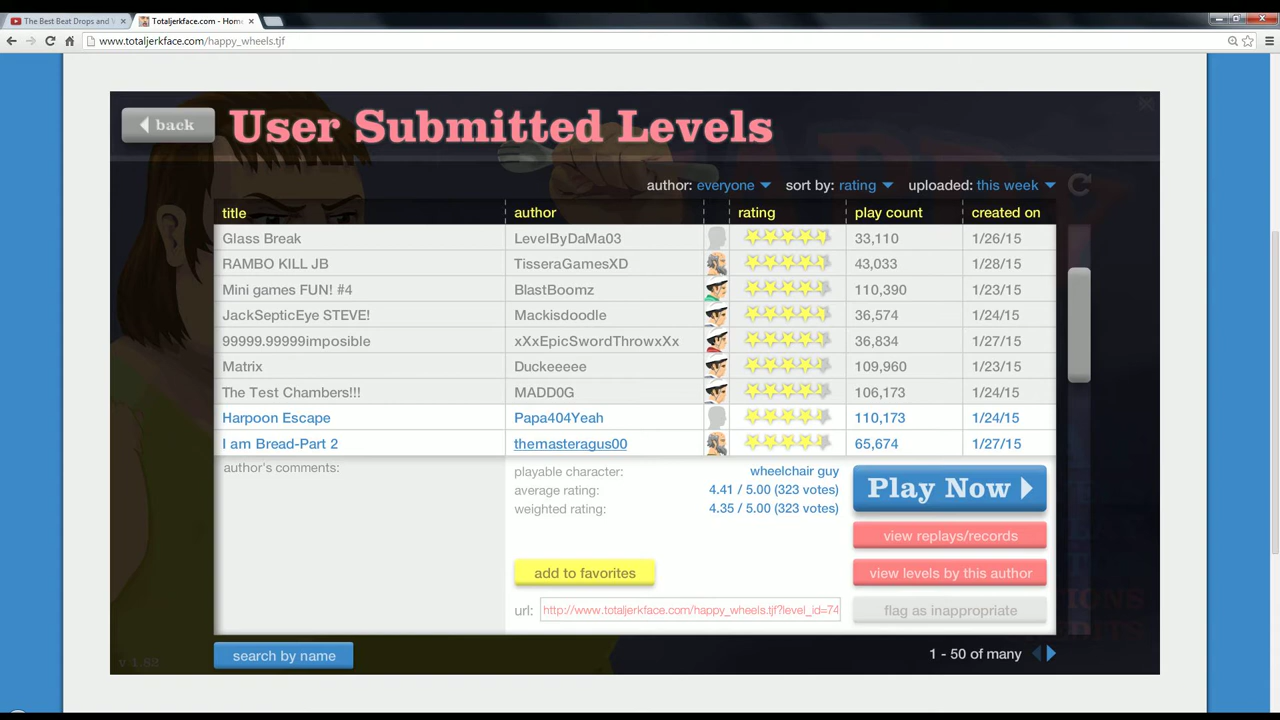 The Best Beat Drops and
Totaljerkface.com - Hom
www.totaljerkface.com/happy_wheels.tjf
back
User Submitted Levels
author: everyone sort by: rating uploaded: this week
title author rating play count created on
Glass Break LevelByDaMa03 33,110 1/26/15
RAMBO KILL JB TisseraGamesXD 43,033 1/28/15
Mini games FUN! #4 BlastBoomz 110,390 1/23/15
JackSepticEye STEVE! Mackisdoodle 36,574 1/24/15
99999.99999imposible xXxEpicSwordThrowxXx 36,834 1/27/15
Matrix Duckeeeee 109,960 1/23/15
The Test Chambers!!! MADD0G 106,173 1/24/15
Harpoon Escape Papa404Yeah 110,173 1/24/15
I am Bread-Part 2 themasteragus00 65,674 1/27/15
author's comments:
playable character: wheelchair guy
average rating: 4.41 / 5.00 (323 votes)
weighted rating: 4.35 / 5.00 (323 votes)
Play Now
view replays/records
add to favorites
view levels by this author
url: http://www.totaljerkface.com/happy_wheels.tjf?level_id=74
flag as inappropriate
search by name
1 - 50 of many
v 1.82